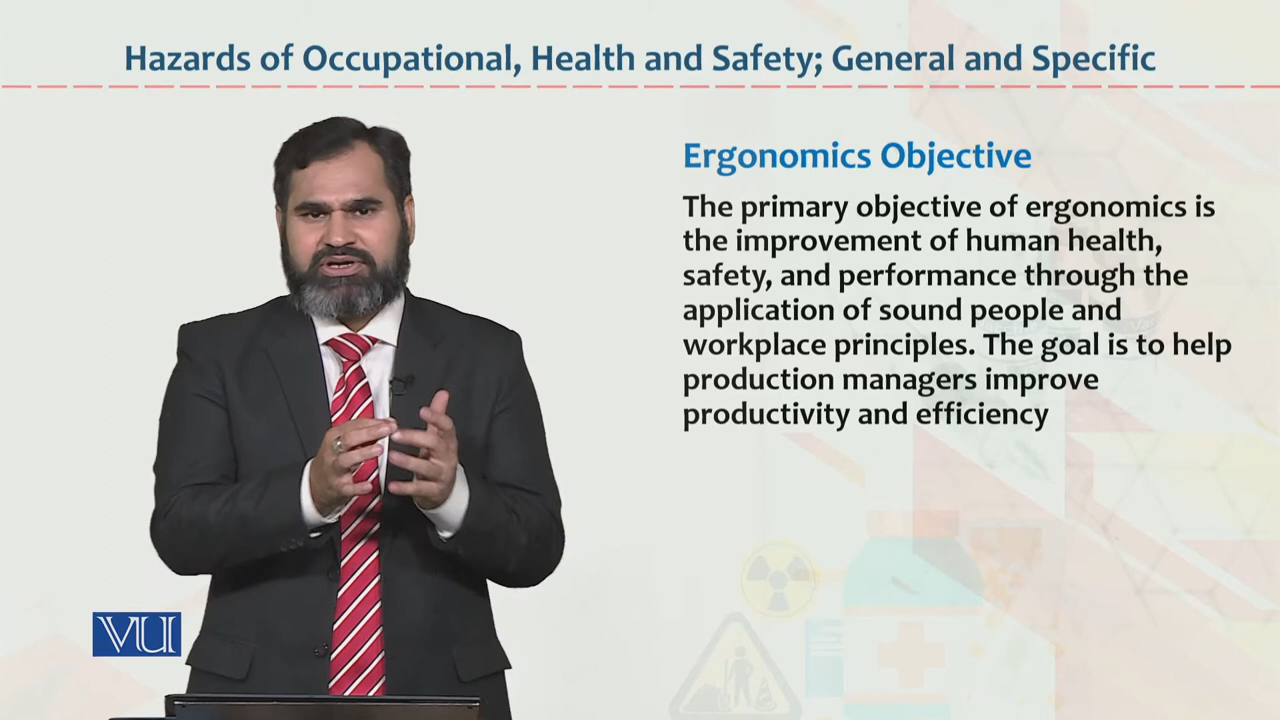 Hazards of Occupational, Health and Safety; General and Specific
Ergonomics Objective
The primary objective of ergonomics is
the improvement of human health,
safety, and performance through the
application of sound people and
workplace principles. The goal is to help
production managers improve
productivity and efficiency
VU